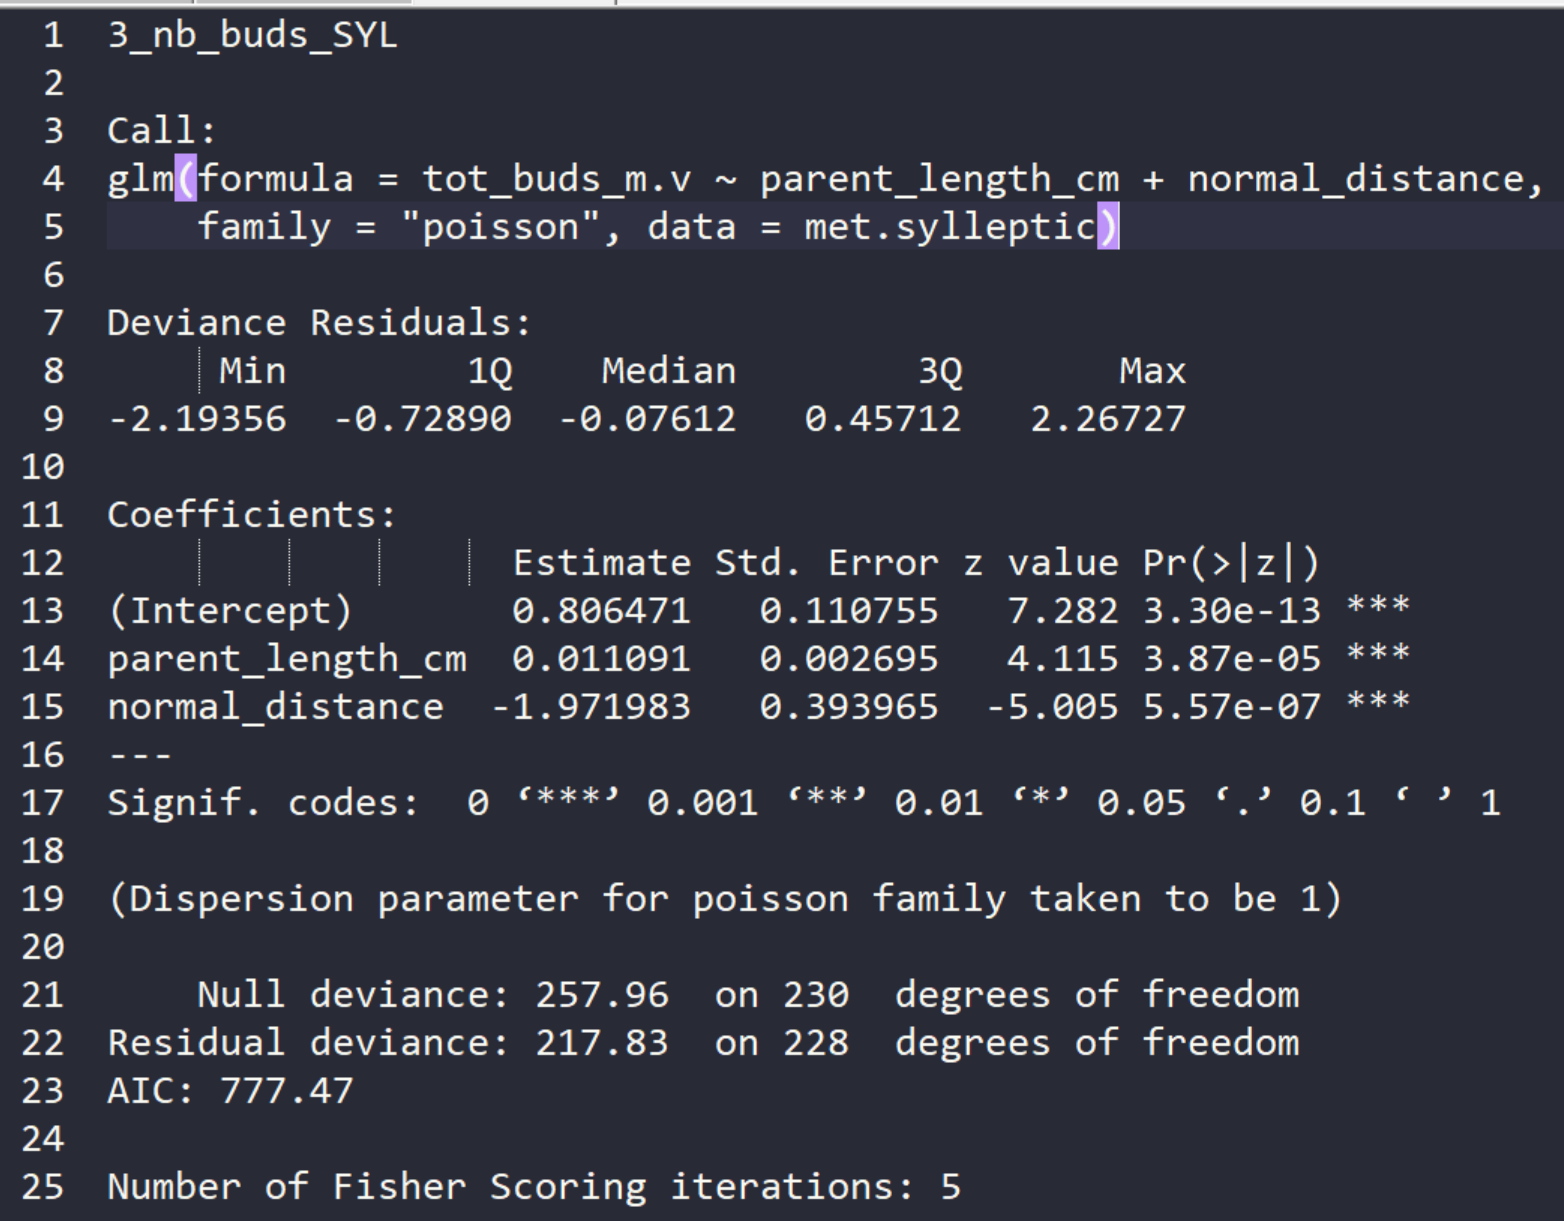 1 3_nb_buds_SYL
2
3 Call:
4 glm(formula = tot_buds_m.v ~ parent_length_cm + normal_distance,
5     family = "poisson", data = met.sylleptic)
6
7 Deviance Residuals:
8      Min        1Q    Median        3Q       Max
9 -2.19356  -0.72890  -0.07612   0.45712   2.26727
10
11 Coefficients:
12                   Estimate Std. Error z value Pr(>|z|)
13 (Intercept)       0.806471   0.110755   7.282 3.30e-13 ***
14 parent_length_cm  0.011091   0.002695   4.115 3.87e-05 ***
15 normal_distance  -1.971983   0.393965  -5.005 5.57e-07 ***
16 ---
17 Signif. codes:  0 ‘***’ 0.001 ‘**’ 0.01 ‘*’ 0.05 ‘.’ 0.1 ‘ ’ 1
18
19 (Dispersion parameter for poisson family taken to be 1)
20
21     Null deviance: 257.96  on 230  degrees of freedom
22 Residual deviance: 217.83  on 228  degrees of freedom
23 AIC: 777.47
24
25 Number of Fisher Scoring iterations: 5